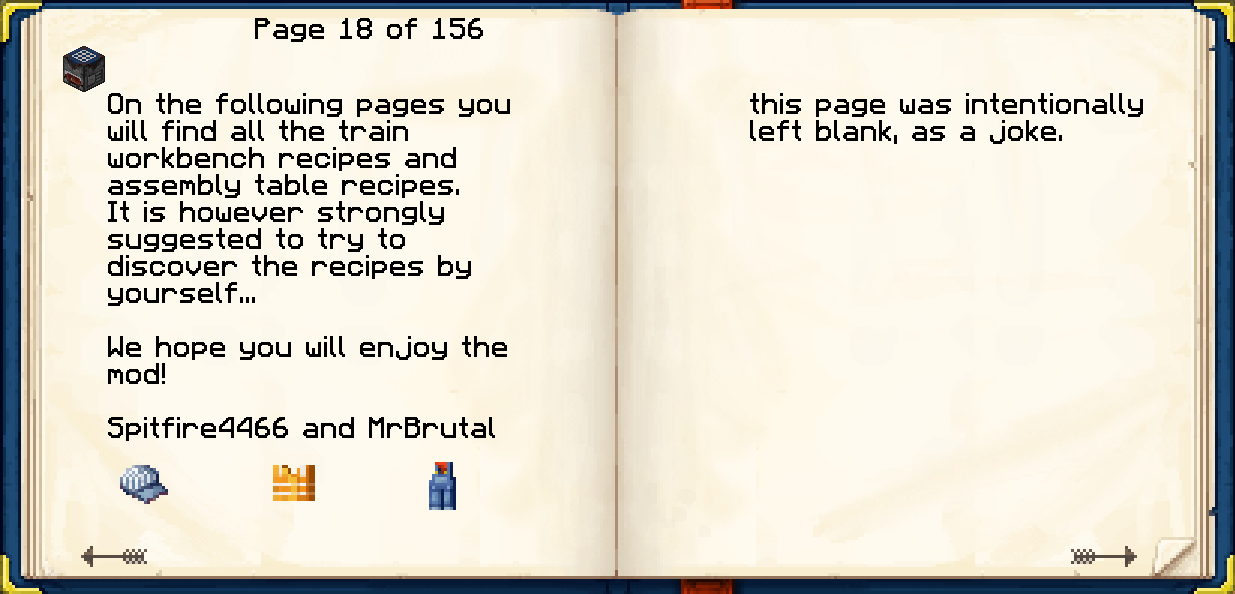 Page 18 of 156
On the following pages you
will find all the train
workbench recipes and
assembly table recipes.
It is however strongly
suggested to try to
discover the recipes by
yourself...
We hope you will enjoy the
mod!
Spitfire4466 and MrBrutal
this page was intentionally
left blank, as a joke.